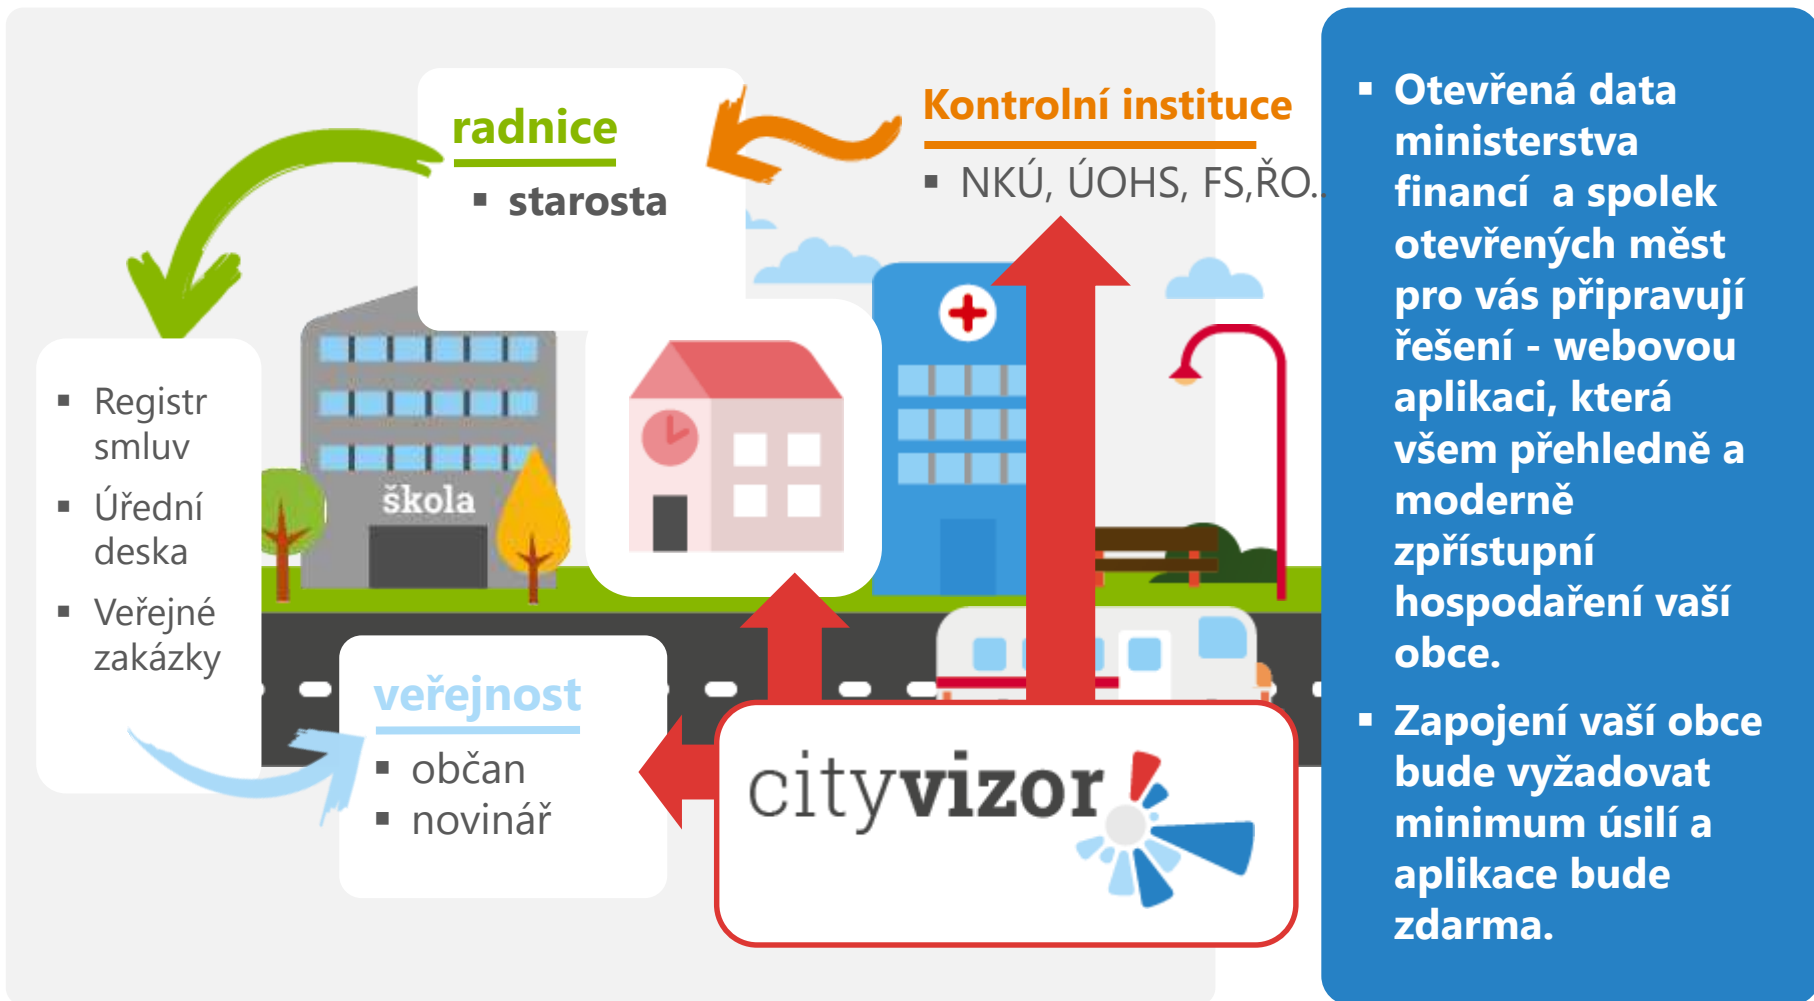 radnice
▪ starosta
Kontrolní instituce
▪ NKÚ, ÚOHS, FS,ŘO..
▪ Registr
smluv
▪ Úřední
deska
▪ Veřejné
zakázky
škola
veřejnost
▪ občan
▪ novinář
cityvizor
▪ Otevřená data
ministerstva
financí  a spolek
otevřených měst
pro vás připravují
řešení - webovou
aplikaci, která
všem přehledně a
moderně
zpřístupní
hospodaření vaší
obce.
▪ Zapojení vaší obce
bude vyžadovat
minimum úsilí a
aplikace bude
zdarma.